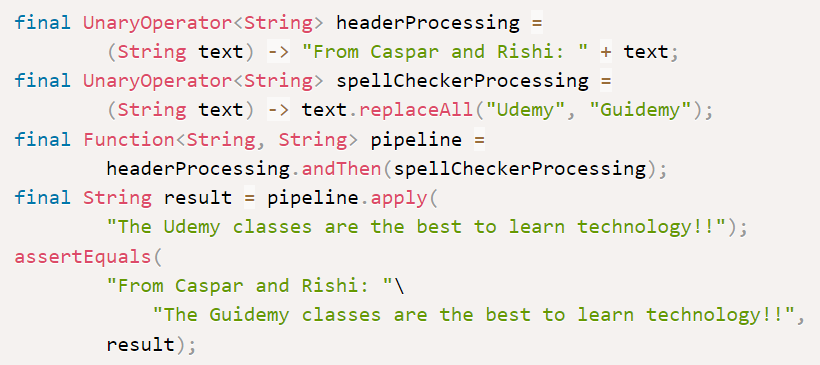 final UnaryOperator<String> headerProcessing =
(String text) -> "From Caspar and Rishi: " + text;
final UnaryOperator<String> spellCheckerProcessing =
(String text) -> text.replaceAll("Udemy", "Guidemy");
final Function<String, String> pipeline =
headerProcessing.andThen(spellCheckerProcessing);
final String result = pipeline.apply(
"The Udemy classes are the best to learn technology!!");
assertEquals(
"From Caspar and Rishi: "\
"The Guidemy classes are the best to learn technology!!",
result);